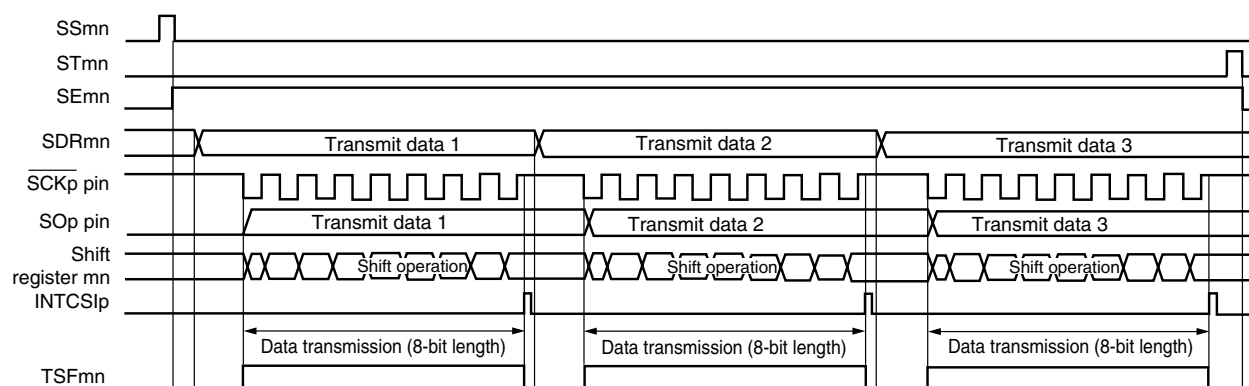 SSmn
STmn
SEmn
SDRmn Transmit data 1 Transmit data 2 Transmit data 3
SCKp pin
SOp pin Transmit data 1 Transmit data 2 Transmit data 3
Shift
register mn Shift operation Shift operation Shift operation
INTCSIp
Data transmission (8-bit length) Data transmission (8-bit length) Data transmission (8-bit length)
TSFmn